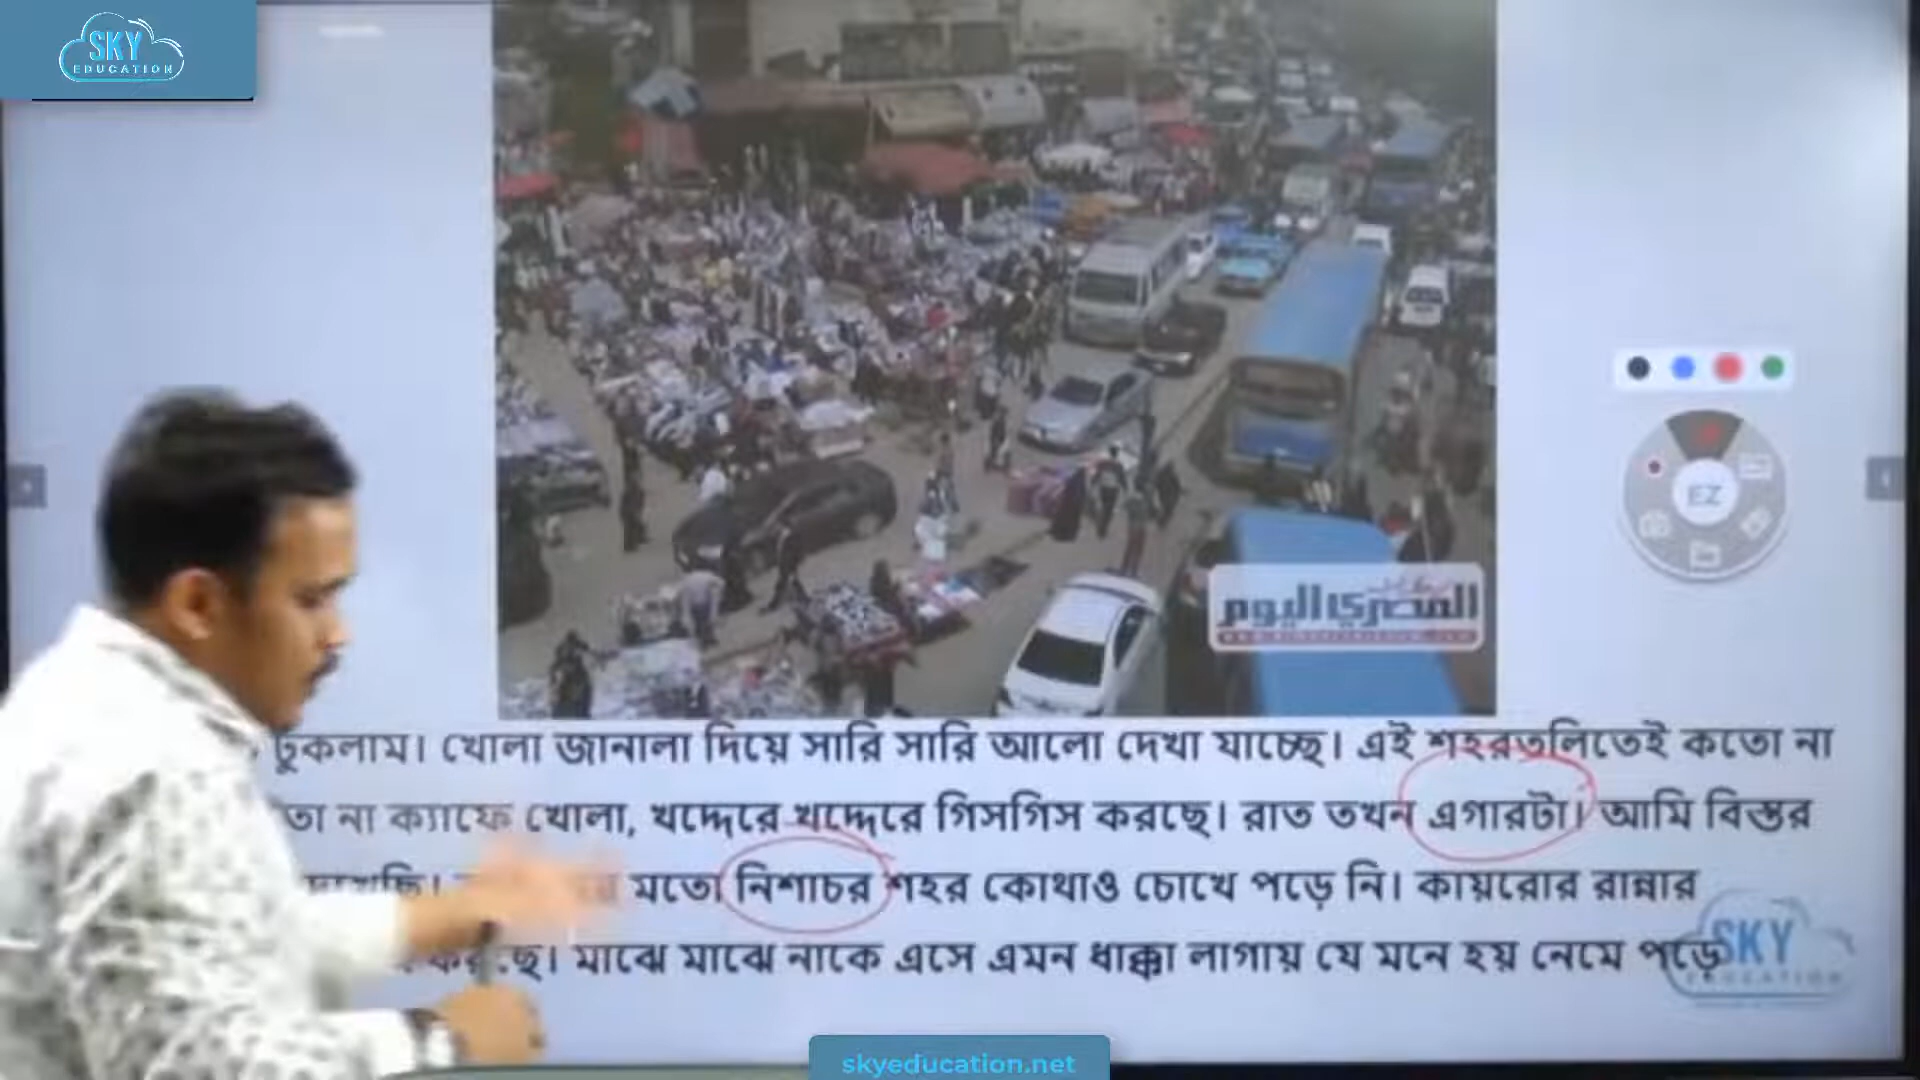 SKY
EDUCATION
EZ
المصري اليوم
ঢুকলাম। খোলা জানালা দিয়ে সারি সারি আলো দেখা যাচ্ছে। এই শহরতলিতেই কতো না
না ক্যাফে খোলা, খদ্দেরে খদ্দেরে গিসগিস করছে। রাত তখন এগারটা। আমি বিস্তর
মতো নিশাচর শহর কোথাও চোখে পড়ে নি। কায়রোর রান্নার
করছে। মাঝে মাঝে নাকে এসে এমন ধাক্কা লাগায় যে মনে হয় নেমে পড়ে
SKY
EDUCATION
skyeducation.net